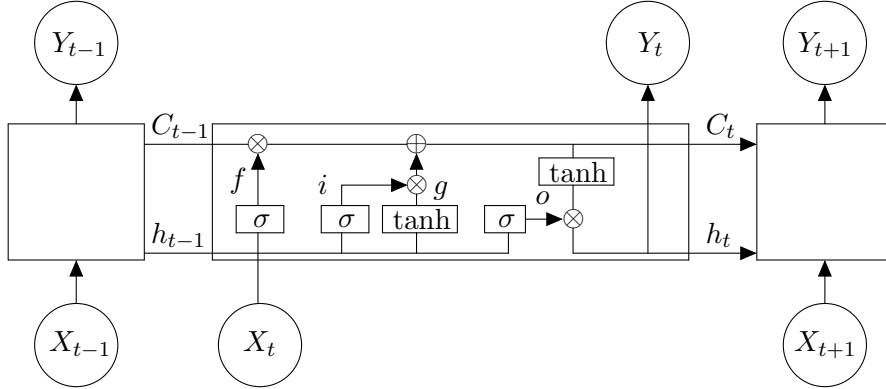 Y_{t−1} Y_t Y_{t+1}
C_{t−1} C_t
tanh
f i g o
σ σ tanh σ
h_{t−1} h_t
X_{t−1} X_t X_{t+1}